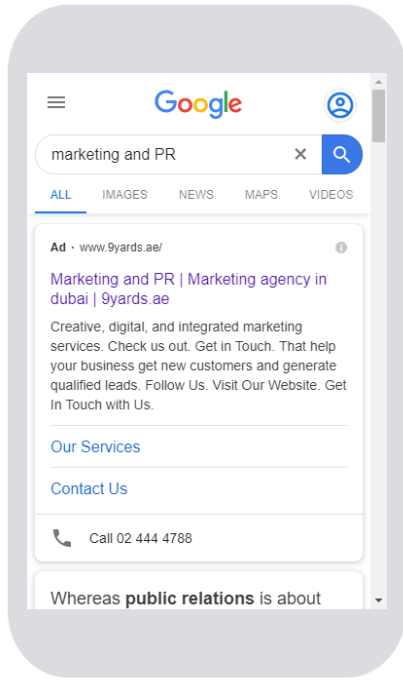 Google
marketing and PR
ALL IMAGES NEWS MAPS VIDEOS
Ad · www.9yards.ae/
Marketing and PR | Marketing agency in
dubai | 9yards.ae
Creative, digital, and integrated marketing
services. Check us out. Get in Touch. That help
your business get new customers and generate
qualified leads. Follow Us. Visit Our Website. Get
In Touch with Us.
Our Services
Contact Us
Call 02 444 4788
Whereas public relations is about